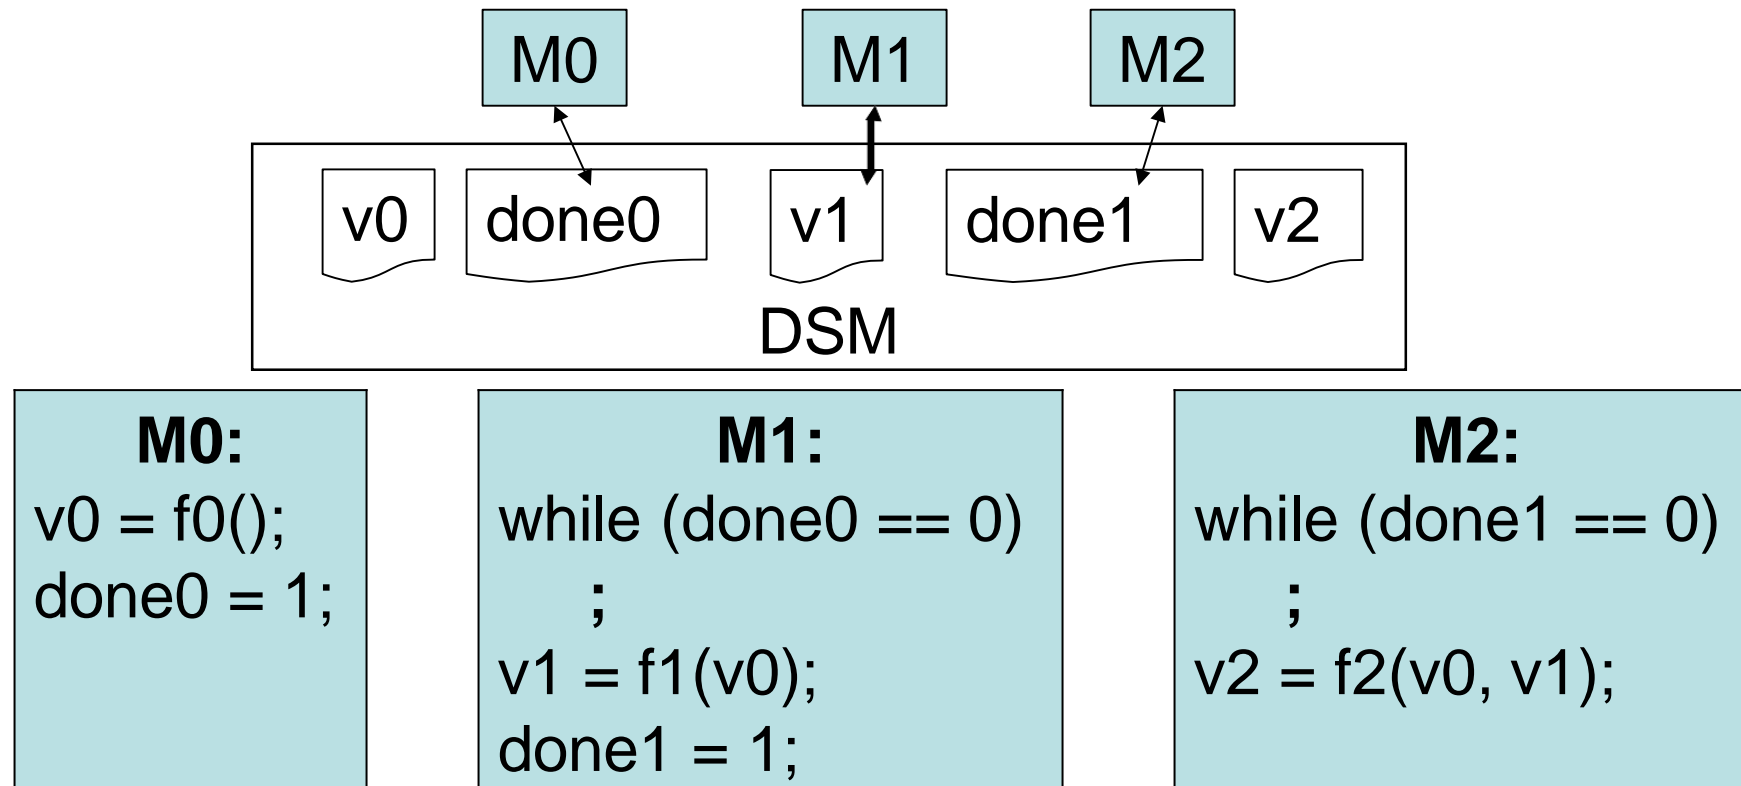 M0 M1 M2
v0 done0 v1 done1 v2
DSM
M0:
v0 = f0();
done0 = 1;
M1:
while (done0 == 0)
;
v1 = f1(v0);
done1 = 1;
M2:
while (done1 == 0)
;
v2 = f2(v0, v1);